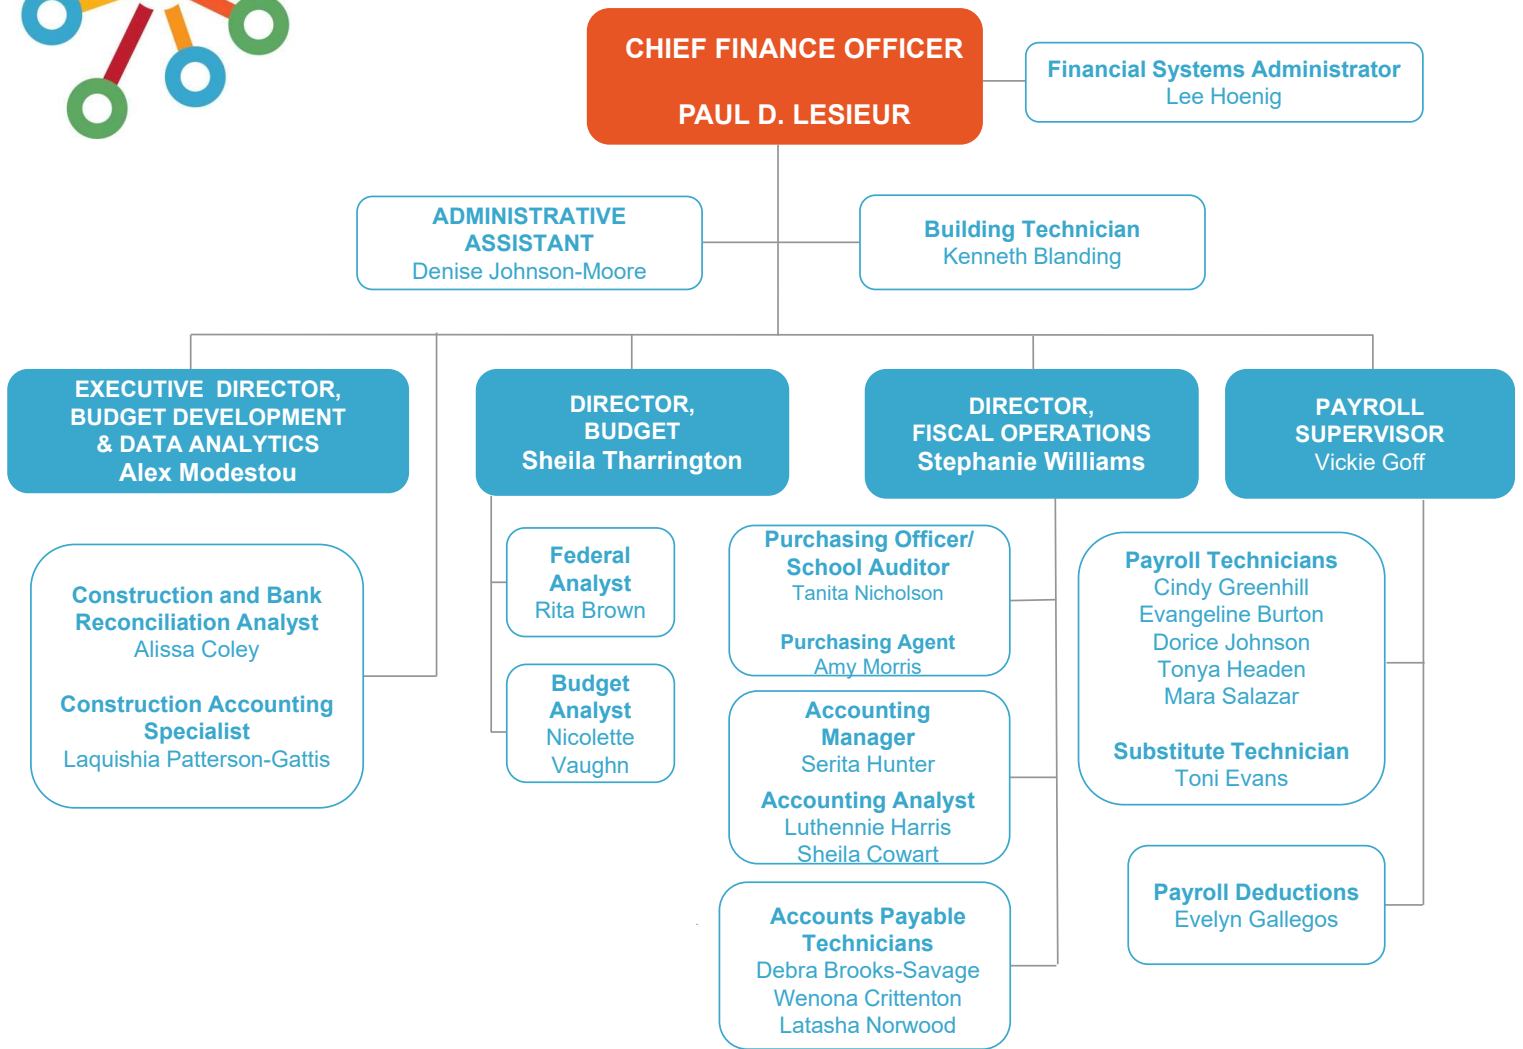 CHIEF FINANCE OFFICER
PAUL D. LESIEUR
Financial Systems Administrator
Lee Hoenig
ADMINISTRATIVE
ASSISTANT
Denise Johnson-Moore
Building Technician
Kenneth Blanding
EXECUTIVE DIRECTOR,
BUDGET DEVELOPMENT
& DATA ANALYTICS
Alex Modestou
DIRECTOR,
BUDGET
Sheila Tharrington
DIRECTOR,
FISCAL OPERATIONS
Stephanie Williams
PAYROLL
SUPERVISOR
Vickie Goff
Construction and Bank
Reconciliation Analyst
Alissa Coley
Construction Accounting
Specialist
Laquishia Patterson-Gattis
Federal
Analyst
Rita Brown
Budget
Analyst
Nicolette
Vaughn
Purchasing Officer/
School Auditor
Tanita Nicholson
Purchasing Agent
Amy Morris
Accounting
Manager
Serita Hunter
Accounting Analyst
Luthennie Harris
Sheila Cowart
Accounts Payable
Technicians
Debra Brooks-Savage
Wenona Crittenton
Latasha Norwood
Payroll Technicians
Cindy Greenhill
Evangeline Burton
Dorice Johnson
Tonya Headen
Mara Salazar
Substitute Technician
Toni Evans
Payroll Deductions
Evelyn Gallegos